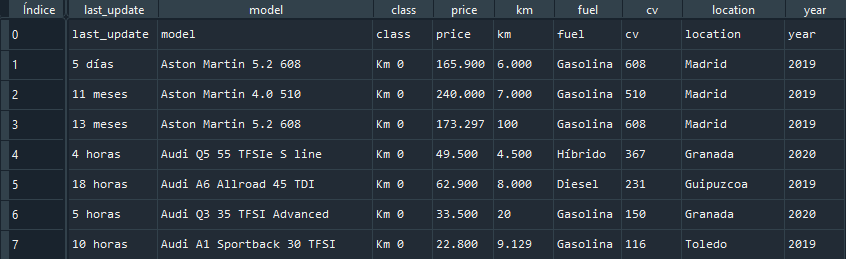 Índice last_update model class price km fuel cv location year
0 last_update model class price km fuel cv location year
1 5 días Aston Martin 5.2 608 Km 0 165.900 6.000 Gasolina 608 Madrid 2019
2 11 meses Aston Martin 4.0 510 Km 0 240.000 7.000 Gasolina 510 Madrid 2019
3 13 meses Aston Martin 5.2 608 Km 0 173.297 100 Gasolina 608 Madrid 2019
4 4 horas Audi Q5 55 TFSIe S line Km 0 49.500 4.500 Híbrido 367 Granada 2020
5 18 horas Audi A6 Allroad 45 TDI Km 0 62.900 8.000 Diesel 231 Guipuzcoa 2019
6 5 horas Audi Q3 35 TFSI Advanced Km 0 33.500 20 Gasolina 150 Granada 2020
7 10 horas Audi A1 Sportback 30 TFSI Km 0 22.800 9.129 Gasolina 116 Toledo 2019